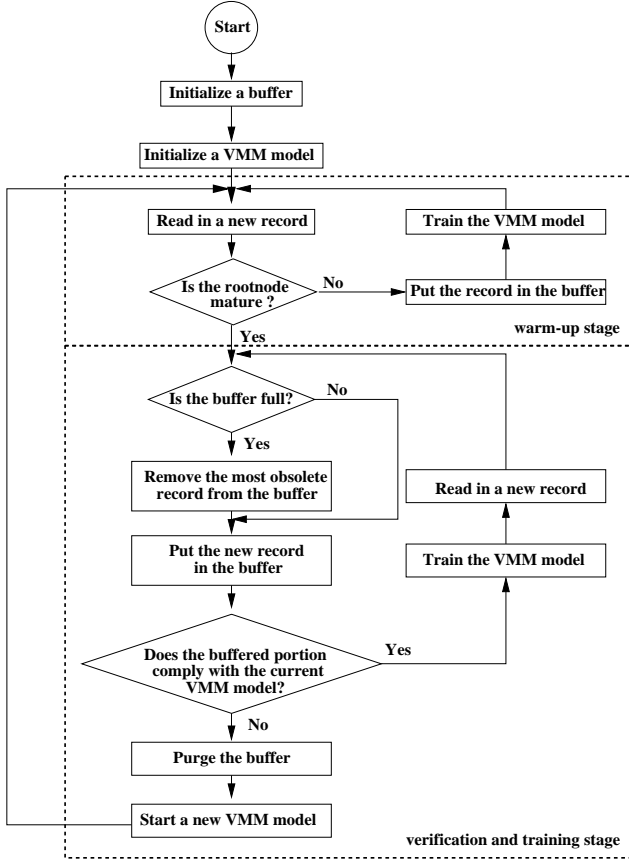 Start
Initialize a buffer
Initialize a VMM model
Read in a new record
Train the VMM model
Is the rootnode
mature ?
No
Put the record in the buffer
Yes
warm-up stage
Is the buffer full?
No
Yes
Remove the most obsolete
record from the buffer
Read in a new record
Put the new record
in the buffer
Train the VMM model
Does the buffered portion
comply with the current
VMM model?
Yes
No
Purge the buffer
Start a new VMM model
verification and training stage